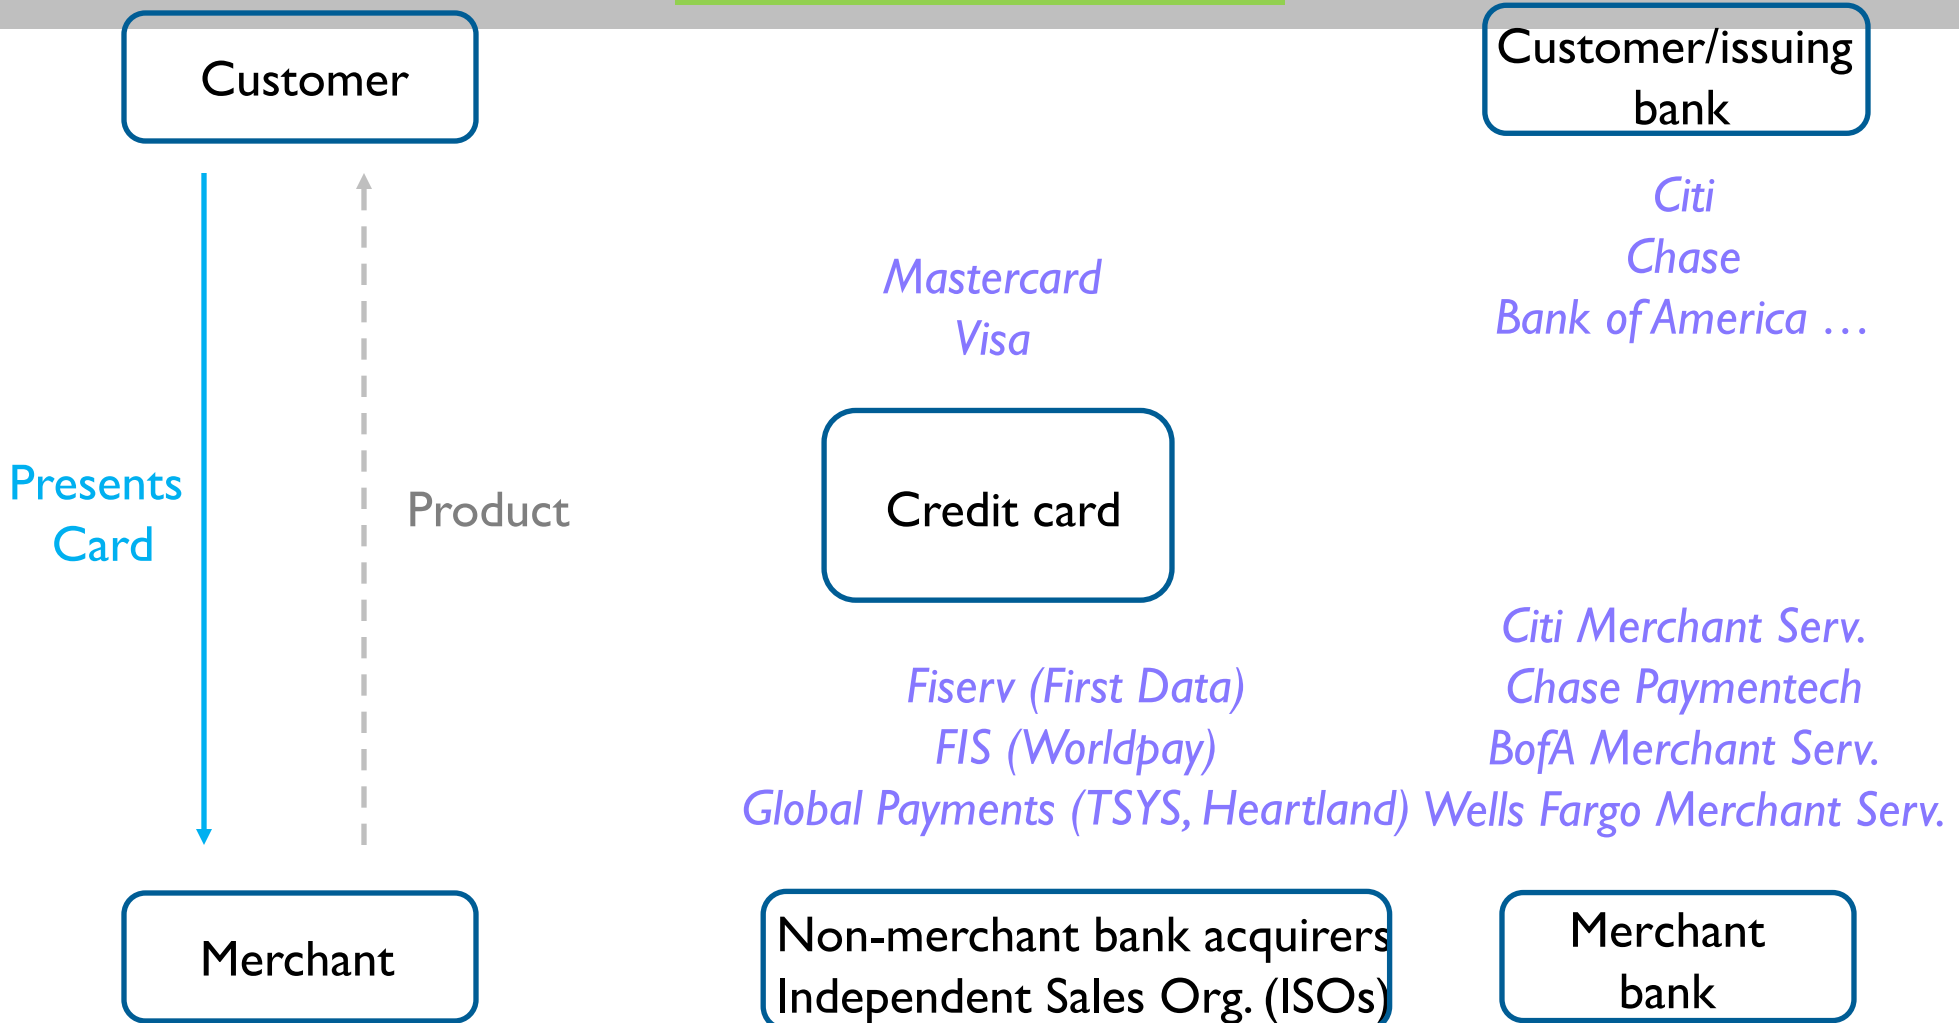 Customer
Customer/issuing
bank
Citi
Chase
Bank of America …
Mastercard
Visa
Presents
Card
Product
Credit card
Citi Merchant Serv.
Chase Paymentech
BofA Merchant Serv.
Wells Fargo Merchant Serv.
Fiserv (First Data)
FIS (Worldpay)
Global Payments (TSYS, Heartland)
Merchant
Non-merchant bank acquirers
Independent Sales Org. (ISOs)
Merchant
bank